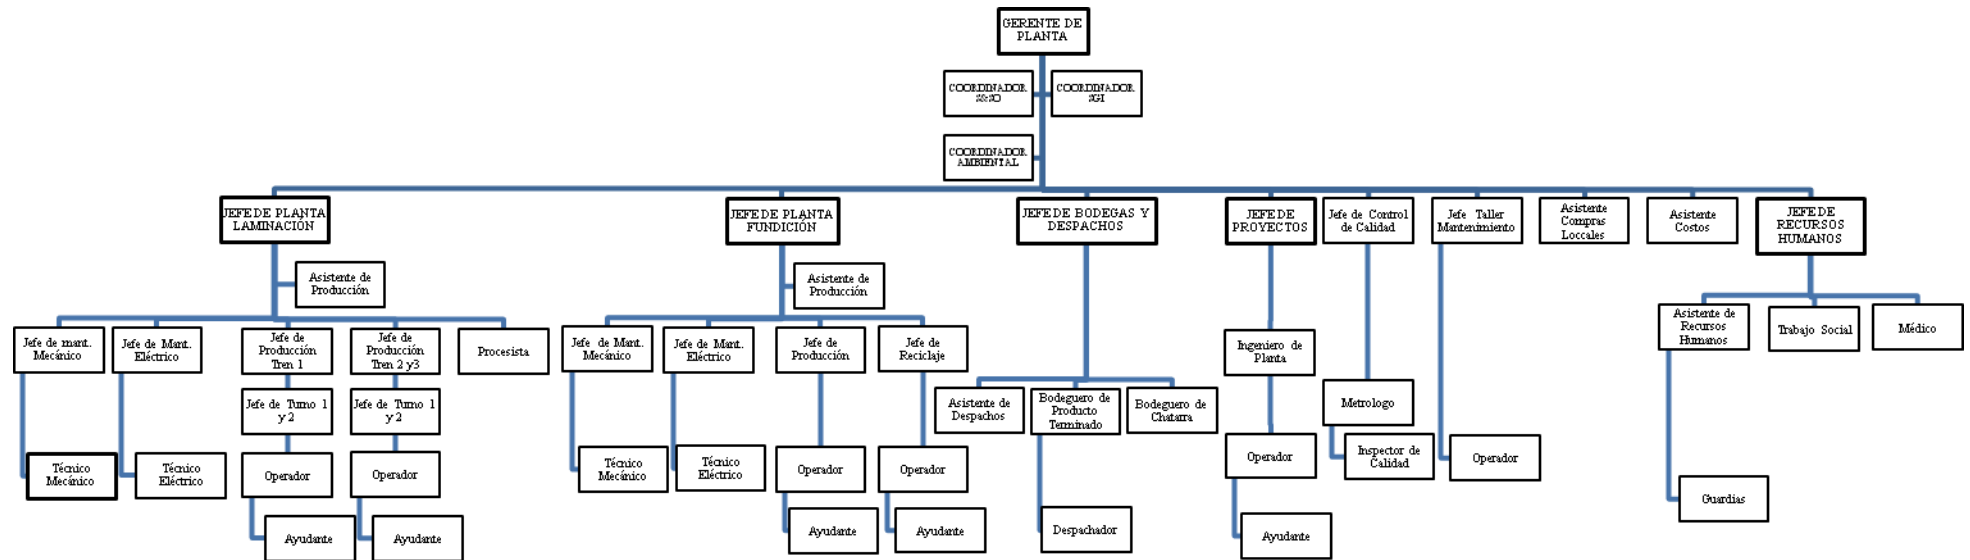 GERENTE DE
PLANTA
COORDINADOR
S&SO
COORDINADOR
SGI
COORDINADOR
AMBIENTAL
JEFE DE PLANTA
LAMINACIÓN
JEFE DE PLANTA
FUNDICIÓN
JEFE DE BODEGAS Y
DESPACHOS
JEFE DE
PROYECTOS
Jefe de Control
de Calidad
Jefe Taller
Mantenimiento
Asistente
Compras
Loccales
Asistente
Costos
JEFE DE
RECURSOS
HUMANOS
Asistente de
Producción
Asistente de
Producción
Jefe de mant.
Mecánico
Jefe de Mant.
Eléctrico
Jefe de
Producción
Tren 1
Jefe de
Producción
Tren 2 y3
Procesista
Jefe de Mant.
Mecánico
Jefe de Mant.
Eléctrico
Jefe de
Producción
Jefe de
Reciclaje
Ingeniero de
Planta
Asistente de
Recursos
Humanos
Trabajo Social
Médico
Jefe de Turno 1
y 2
Jefe de Turno 1
y 2
Asistente de
Despachos
Bodeguero de
Producto
Terminado
Bodeguero de
Chatarra
Metrologo
Técnico
Mecánico
Técnico
Eléctrico
Operador
Operador
Técnico
Mecánico
Técnico
Eléctrico
Operador
Operador
Operador
Inspector de
Calidad
Operador
Guardias
Ayudante
Ayudante
Ayudante
Ayudante
Despachador
Ayudante